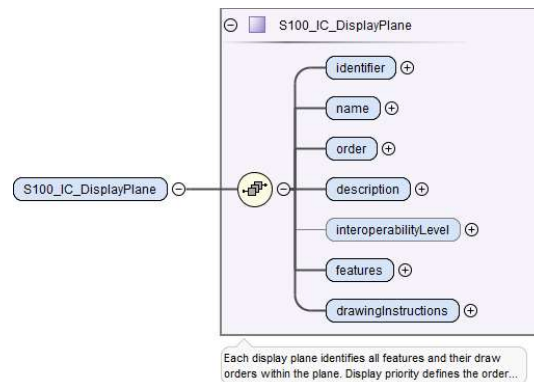 S100_IC_DisplayPlane
identifier
name
order
S100_IC_DisplayPlane
description
interoperabilityLevel
features
drawingInstructions
Each display plane identifies all features and their draw
orders within the plane. Display priority defines the order...